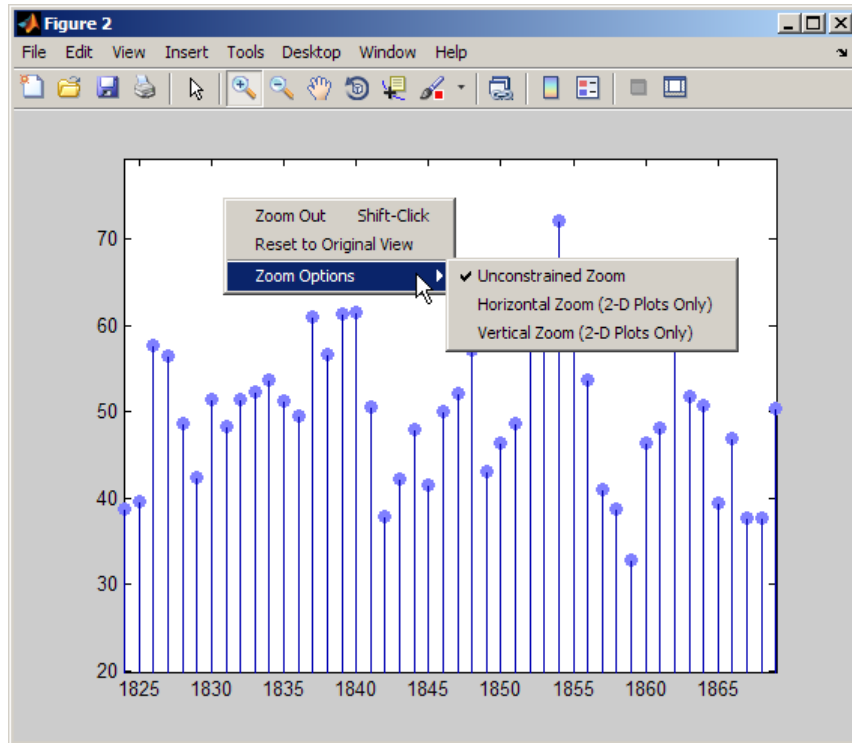 Figure 2
File Edit View Insert Tools Desktop Window Help
Zoom Out Shift-Click
Reset to Original View
Zoom Options
Unconstrained Zoom
Horizontal Zoom (2-D Plots Only)
Vertical Zoom (2-D Plots Only)
70
60
50
40
30
20
1825 1830 1835 1840 1845 1850 1855 1860 1865